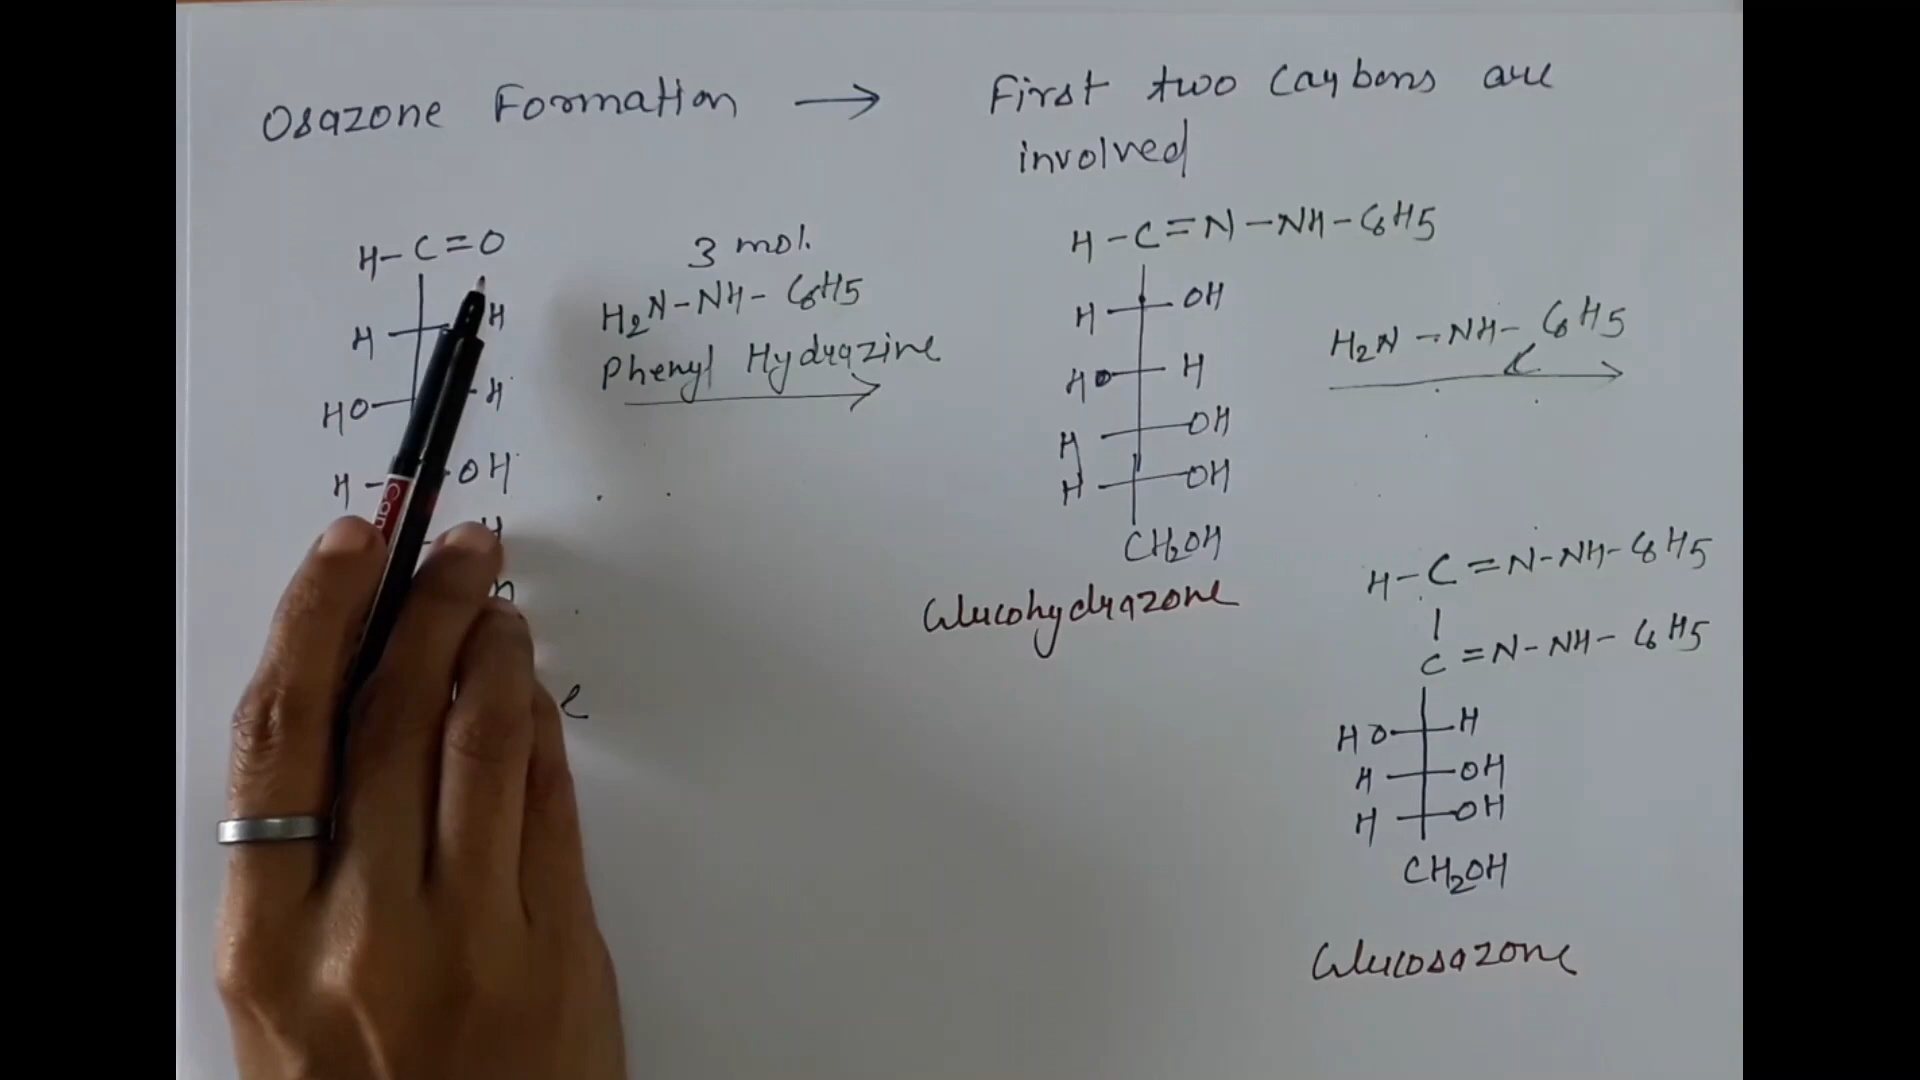 Osazone Formation → First two Carbons are
involved
H-C=O
H
H
HO
H
H
OH
H
3 mol.
H2N-NH-C6H5
Phenyl Hydrazine
H-C=N-NH-C6H5
H OH
HO H
H OH
H OH
CH2OH
Glucohydrazone
H2N-NH-C6H5
H-C=N-NH-C6H5
C=N-NH-C6H5
HO H
H OH
H OH
CH2OH
Glucosazone